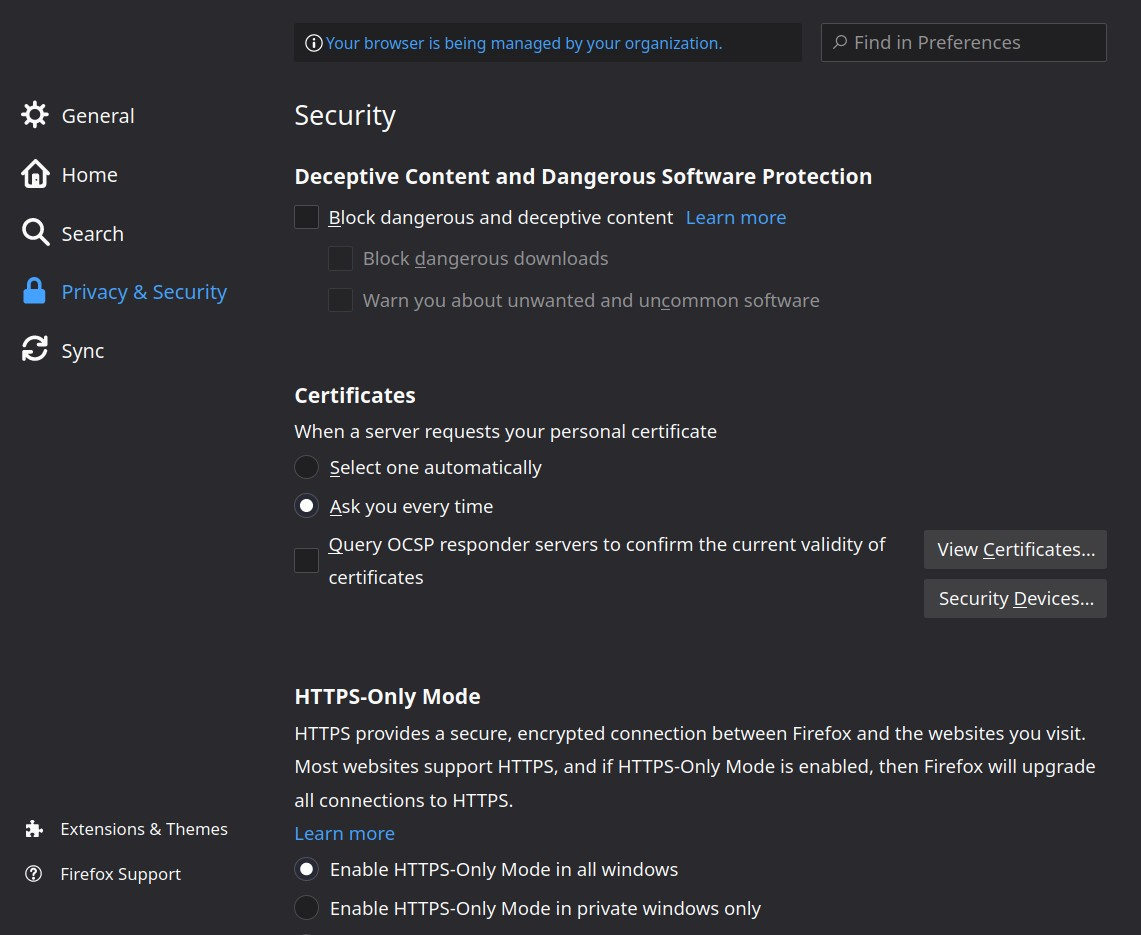 Your browser is being managed by your organization.
Find in Preferences
General
Home
Search
Privacy & Security
Sync
Extensions & Themes
Firefox Support
Security
Deceptive Content and Dangerous Software Protection
Block dangerous and deceptive content Learn more
Block dangerous downloads
Warn you about unwanted and uncommon software
Certificates
When a server requests your personal certificate
Select one automatically
Ask you every time
Query OCSP responder servers to confirm the current validity of
certificates
View Certificates...
Security Devices...
HTTPS-Only Mode
HTTPS provides a secure, encrypted connection between Firefox and the websites you visit.
Most websites support HTTPS, and if HTTPS-Only Mode is enabled, then Firefox will upgrade
all connections to HTTPS.
Learn more
Enable HTTPS-Only Mode in all windows
Enable HTTPS-Only Mode in private windows only